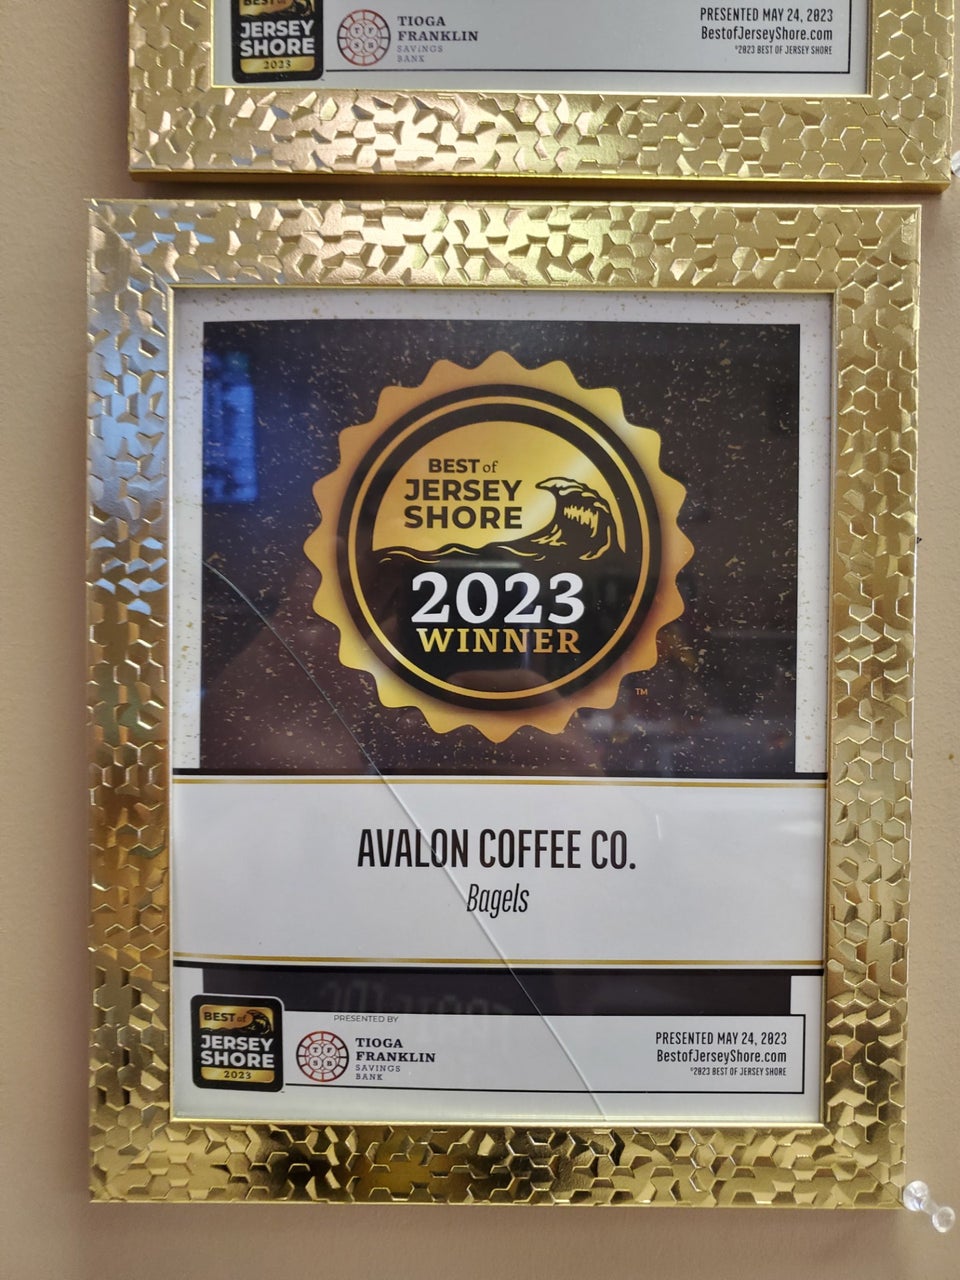 BEST of
JERSEY
SHORE
2023
TIOGA
FRANKLIN
SAVINGS
BANK
PRESENTED MAY 24, 2023
BestofJerseyShore.com
©2023 BEST OF JERSEY SHORE
BEST of
JERSEY
SHORE
2023
WINNER
TM
AVALON COFFEE CO.
Bagels
BEST of
JERSEY
SHORE
2023
PRESENTED BY
T F
S B
TIOGA
FRANKLIN
SAVINGS
BANK
PRESENTED MAY 24, 2023
BestofJerseyShore.com
©2023 BEST OF JERSEY SHORE